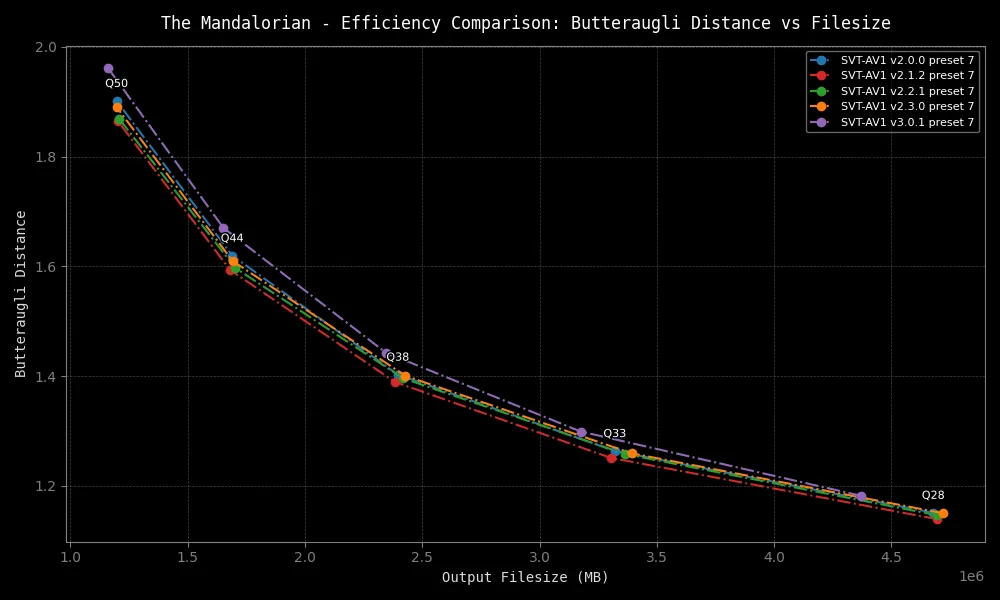 The Mandalorian - Efficiency Comparison: Butteraugli Distance vs Filesize
SVT-AV1 v2.0.0 preset 7
SVT-AV1 v2.1.2 preset 7
SVT-AV1 v2.2.1 preset 7
SVT-AV1 v2.3.0 preset 7
SVT-AV1 v3.0.1 preset 7
Butteraugli Distance
2.0
1.8
1.6
1.4
1.2
Q50
Q44
Q38
Q33
Q28
1.0
1.5
2.0
2.5
3.0
3.5
4.0
4.5
1e6
Output Filesize (MB)